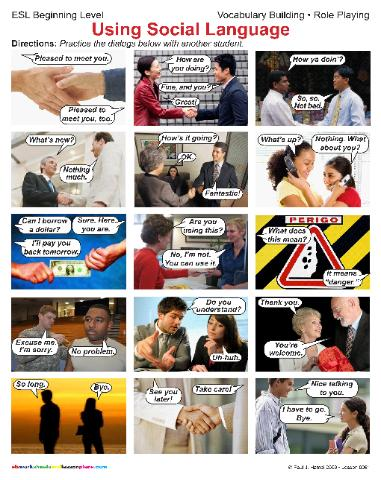 ESL Beginning Level
Vocabulary Building • Role Playing
Using Social Language
Directions: Practice the dialogs below with another student.
Pleased to meet you.
Pleased to
meet you, too.
How are
you doing?
Fine, and you?
Great!
How ya doin'?
So, so.
Not bad.
What's new?
Nothing
much.
How's it going?
OK.
Fantastic!
What's up?
Nothing. What
about you?
Can I borrow
a dollar?
Sure. Here
you are.
I'll pay you
back tomorrow.
Are you
using this?
No, I'm not.
You can use it.
PERIGO
What does
this mean?
It means
"danger."
Excuse me.
I'm sorry.
No problem.
Do you
understand?
Uh-huh.
Thank you.
You're
welcome.
So long.
Bye.
See you
later!
Take care!
Nice talking
to you.
I have to go.
Bye.